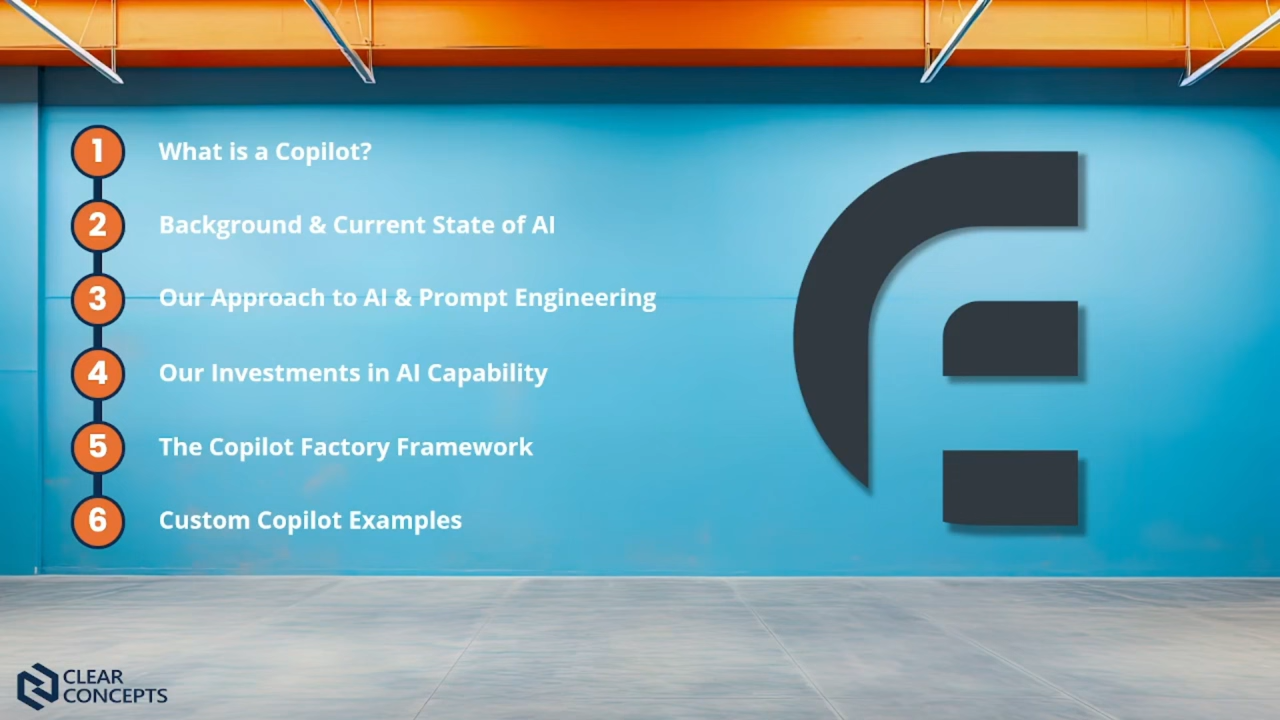 1 What is a Copilot?
2 Background & Current State of AI
3 Our Approach to AI & Prompt Engineering
4 Our Investments in AI Capability
5 The Copilot Factory Framework
6 Custom Copilot Examples
CLEAR
CONCEPTS